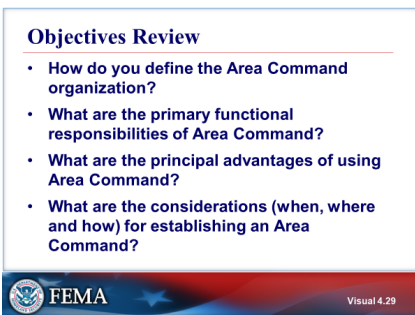 Objectives Review
• How do you define the Area Command
organization?
• What are the primary functional
responsibilities of Area Command?
• What are the principal advantages of using
Area Command?
• What are the considerations (when, where
and how) for establishing an Area
Command?
FEMA
Visual 4.29